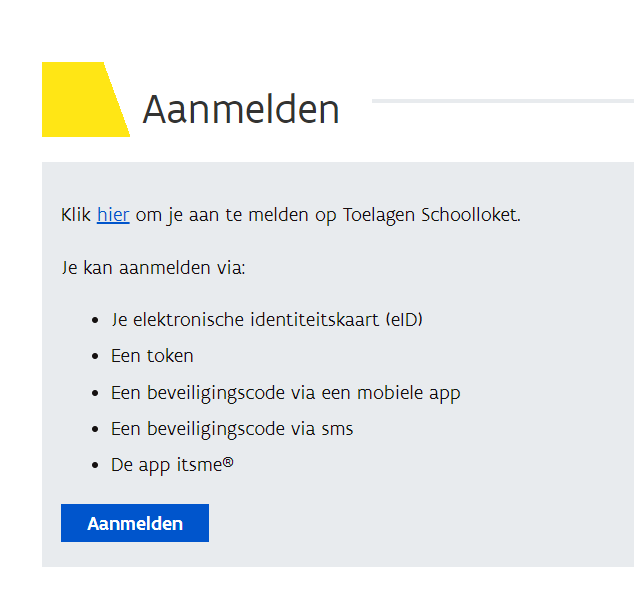 Aanmelden
Klik hier om je aan te melden op Toelagen Schoolloket.
Je kan aanmelden via:
• Je elektronische identiteitskaart (eID)
• Een token
• Een beveiligingscode via een mobiele app
• Een beveiligingscode via sms
• De app itsme®
Aanmelden